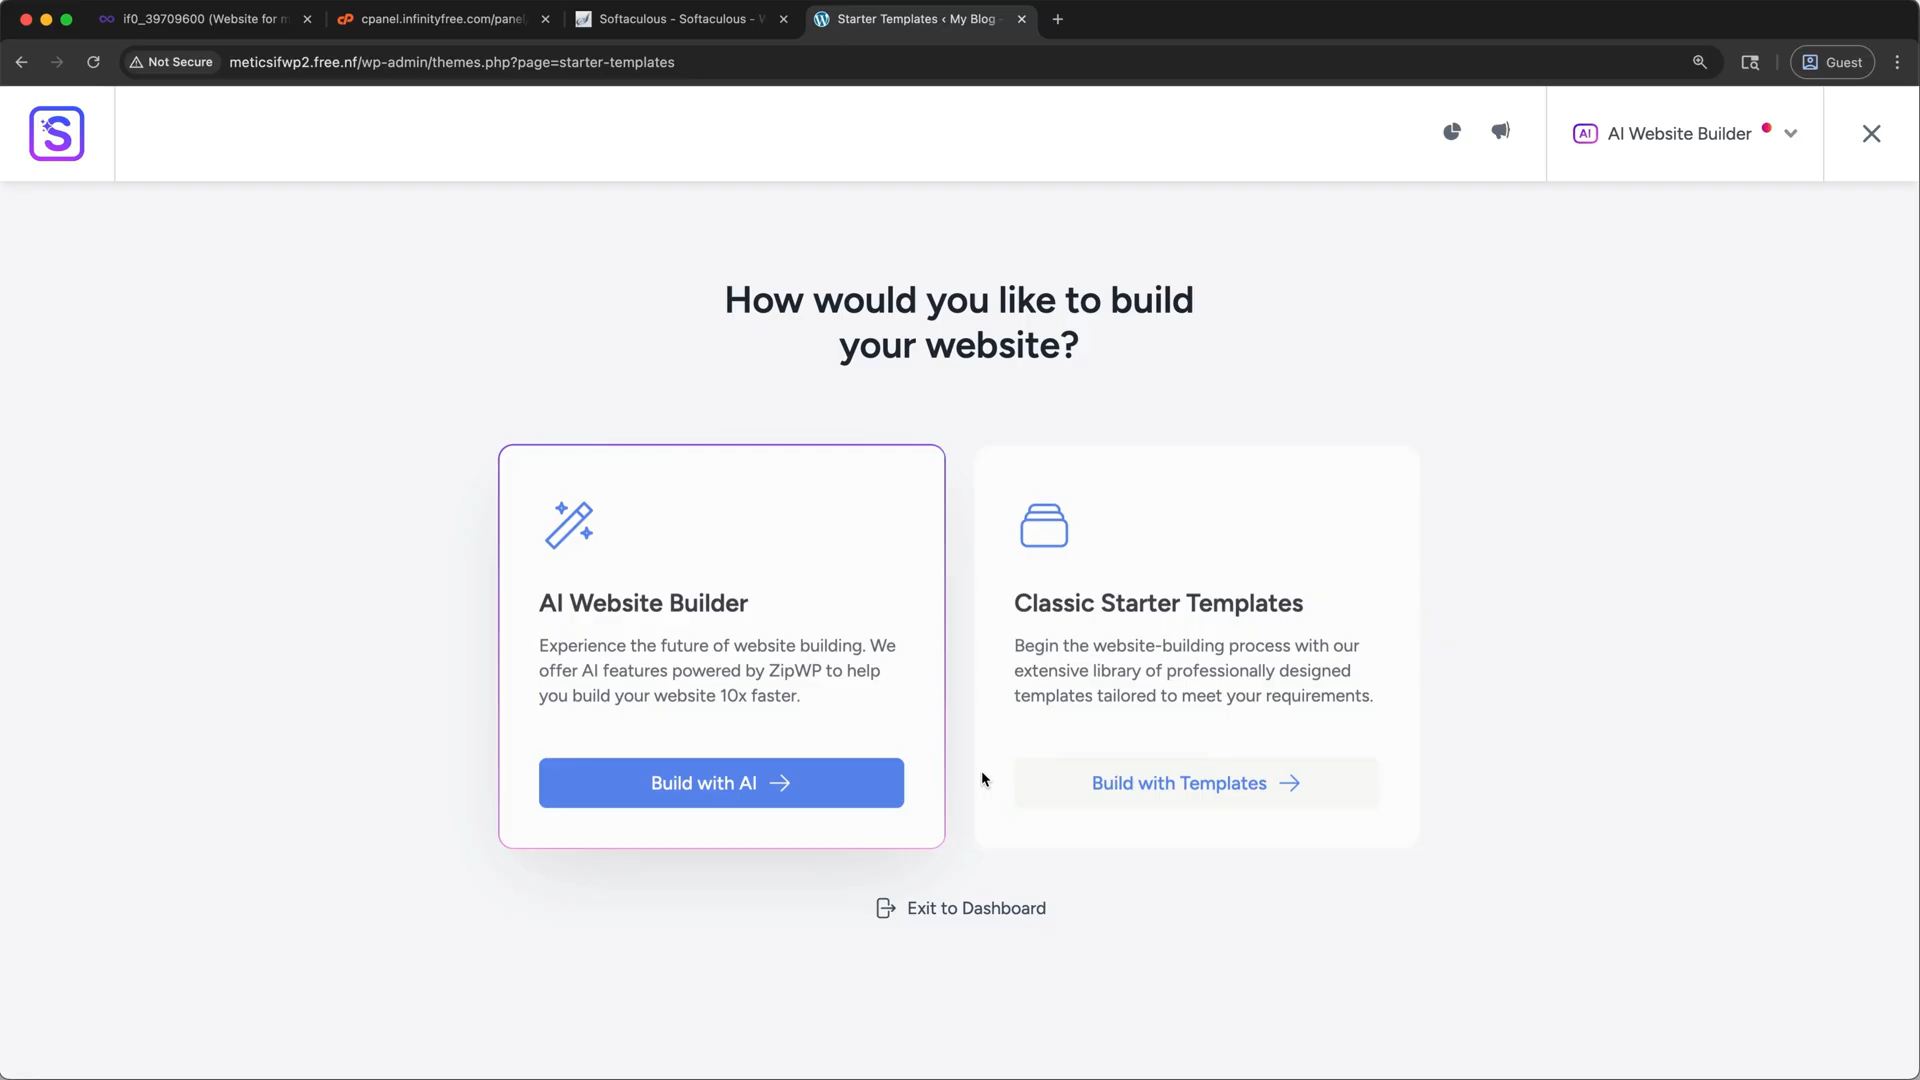 if0_39709600 (Website for m
cpanel.infinityfree.com/panel
Softaculous - Softaculous - W
Starter Templates ‹ My Blog -
Not Secure
meticsifwp2.free.nf/wp-admin/themes.php?page=starter-templates
Guest
S
AI
AI Website Builder
How would you like to build
your website?
AI Website Builder
Experience the future of website building. We
offer AI features powered by ZipWP to help
you build your website 10x faster.
Build with AI
Classic Starter Templates
Begin the website-building process with our
extensive library of professionally designed
templates tailored to meet your requirements.
Build with Templates
Exit to Dashboard